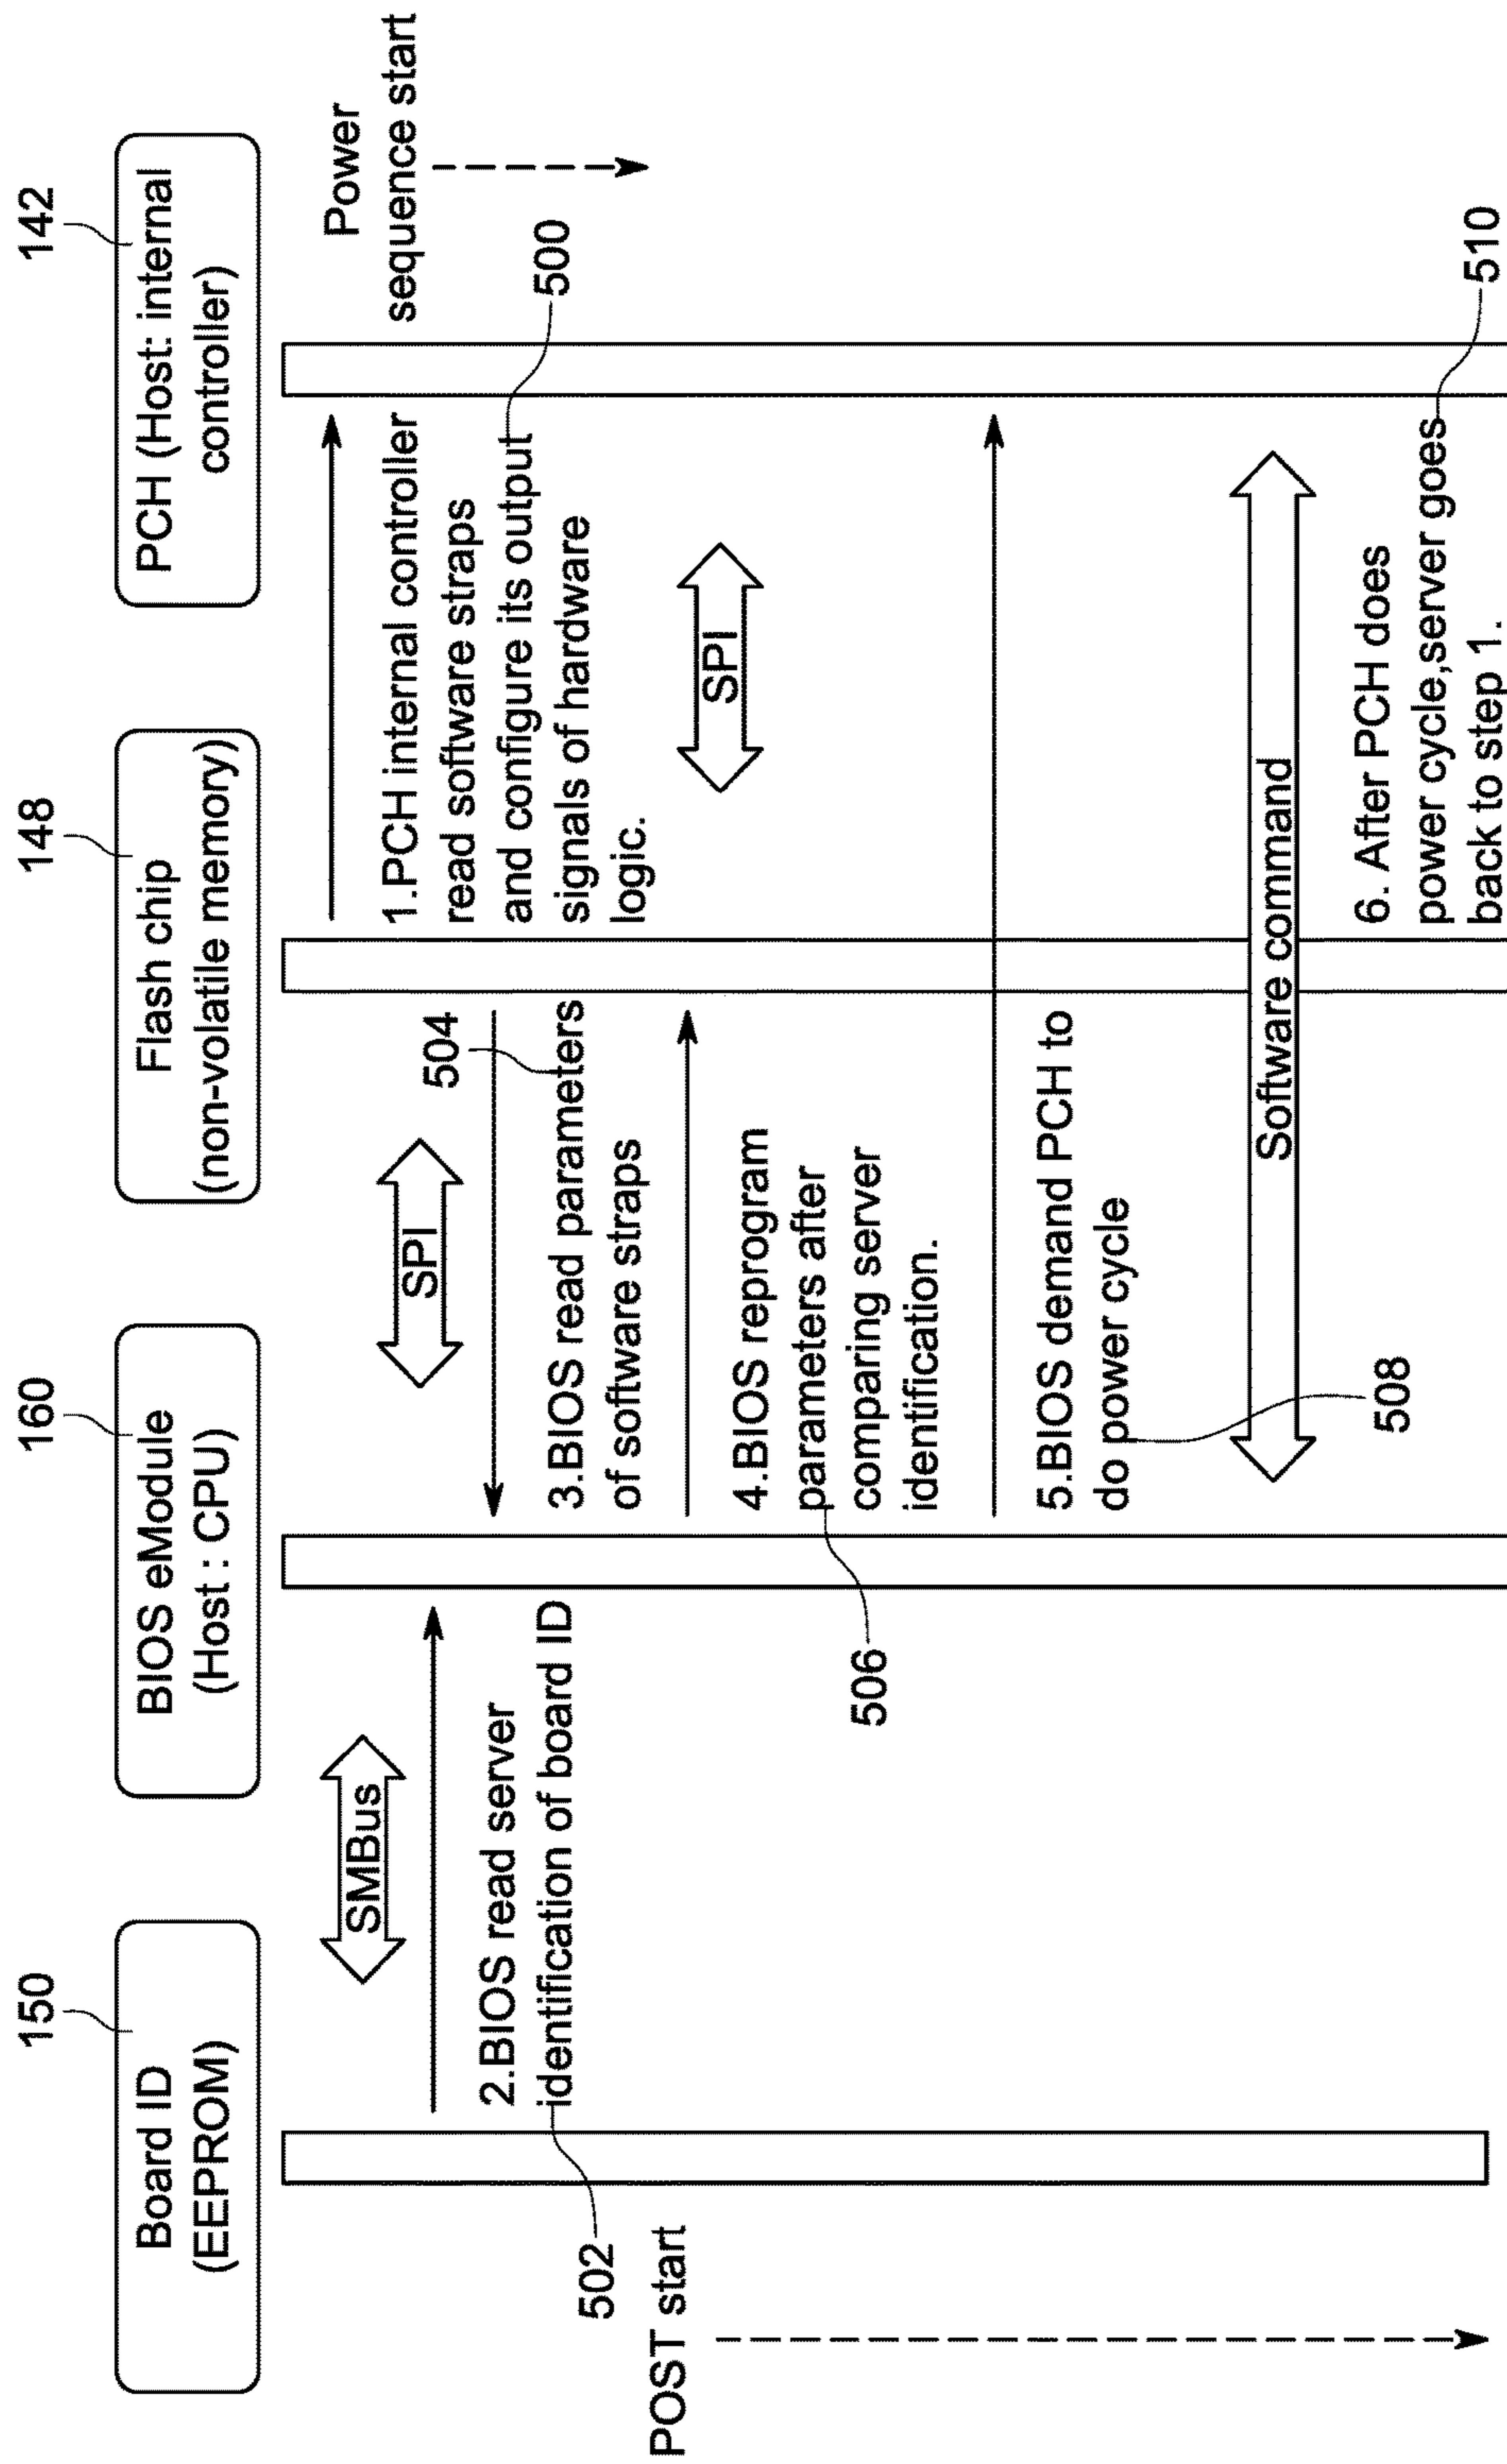 150
160
148
142
Board ID
(EEPROM)
BIOS eModule
(Host : CPU)
Flash chip
(non-volatile memory)
PCH (Host: internal
controller)
Power
sequence start
1.PCH internal controller
read software straps
and configure its output
signals of hardware
logic.
500
SPI
SMBus
2.BIOS read server
identification of board ID
502
POST start
SPI
504
3.BIOS read parameters
of software straps
4.BIOS reprogram
parameters after
comparing server
identification.
506
5.BIOS demand PCH to
do power cycle
508
Software command
6. After PCH does
power cycle,server goes
back to step 1.
510